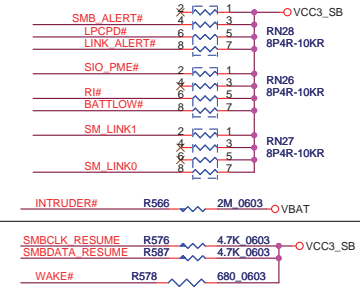 2 1 VCC3_SB
SMB_ALERT# 4 3 RN28
LPCPD# 6 5 8P4R-10KR
LINK_ALERT# 8 7
SIO_PME# 2 1
4 3 RN26
RI# 6 5 8P4R-10KR
BATTLOW# 8 7
SM_LINK1 2 1
4 3 RN27
6 5 8P4R-10KR
SM_LINK0 8 7
INTRUDER# R566 2M_0603 VBAT
SMBCLK_RESUME R576 4.7K_0603 VCC3_SB
SMBDATA_RESUME R587 4.7K_0603
WAKE# R578 680_0603